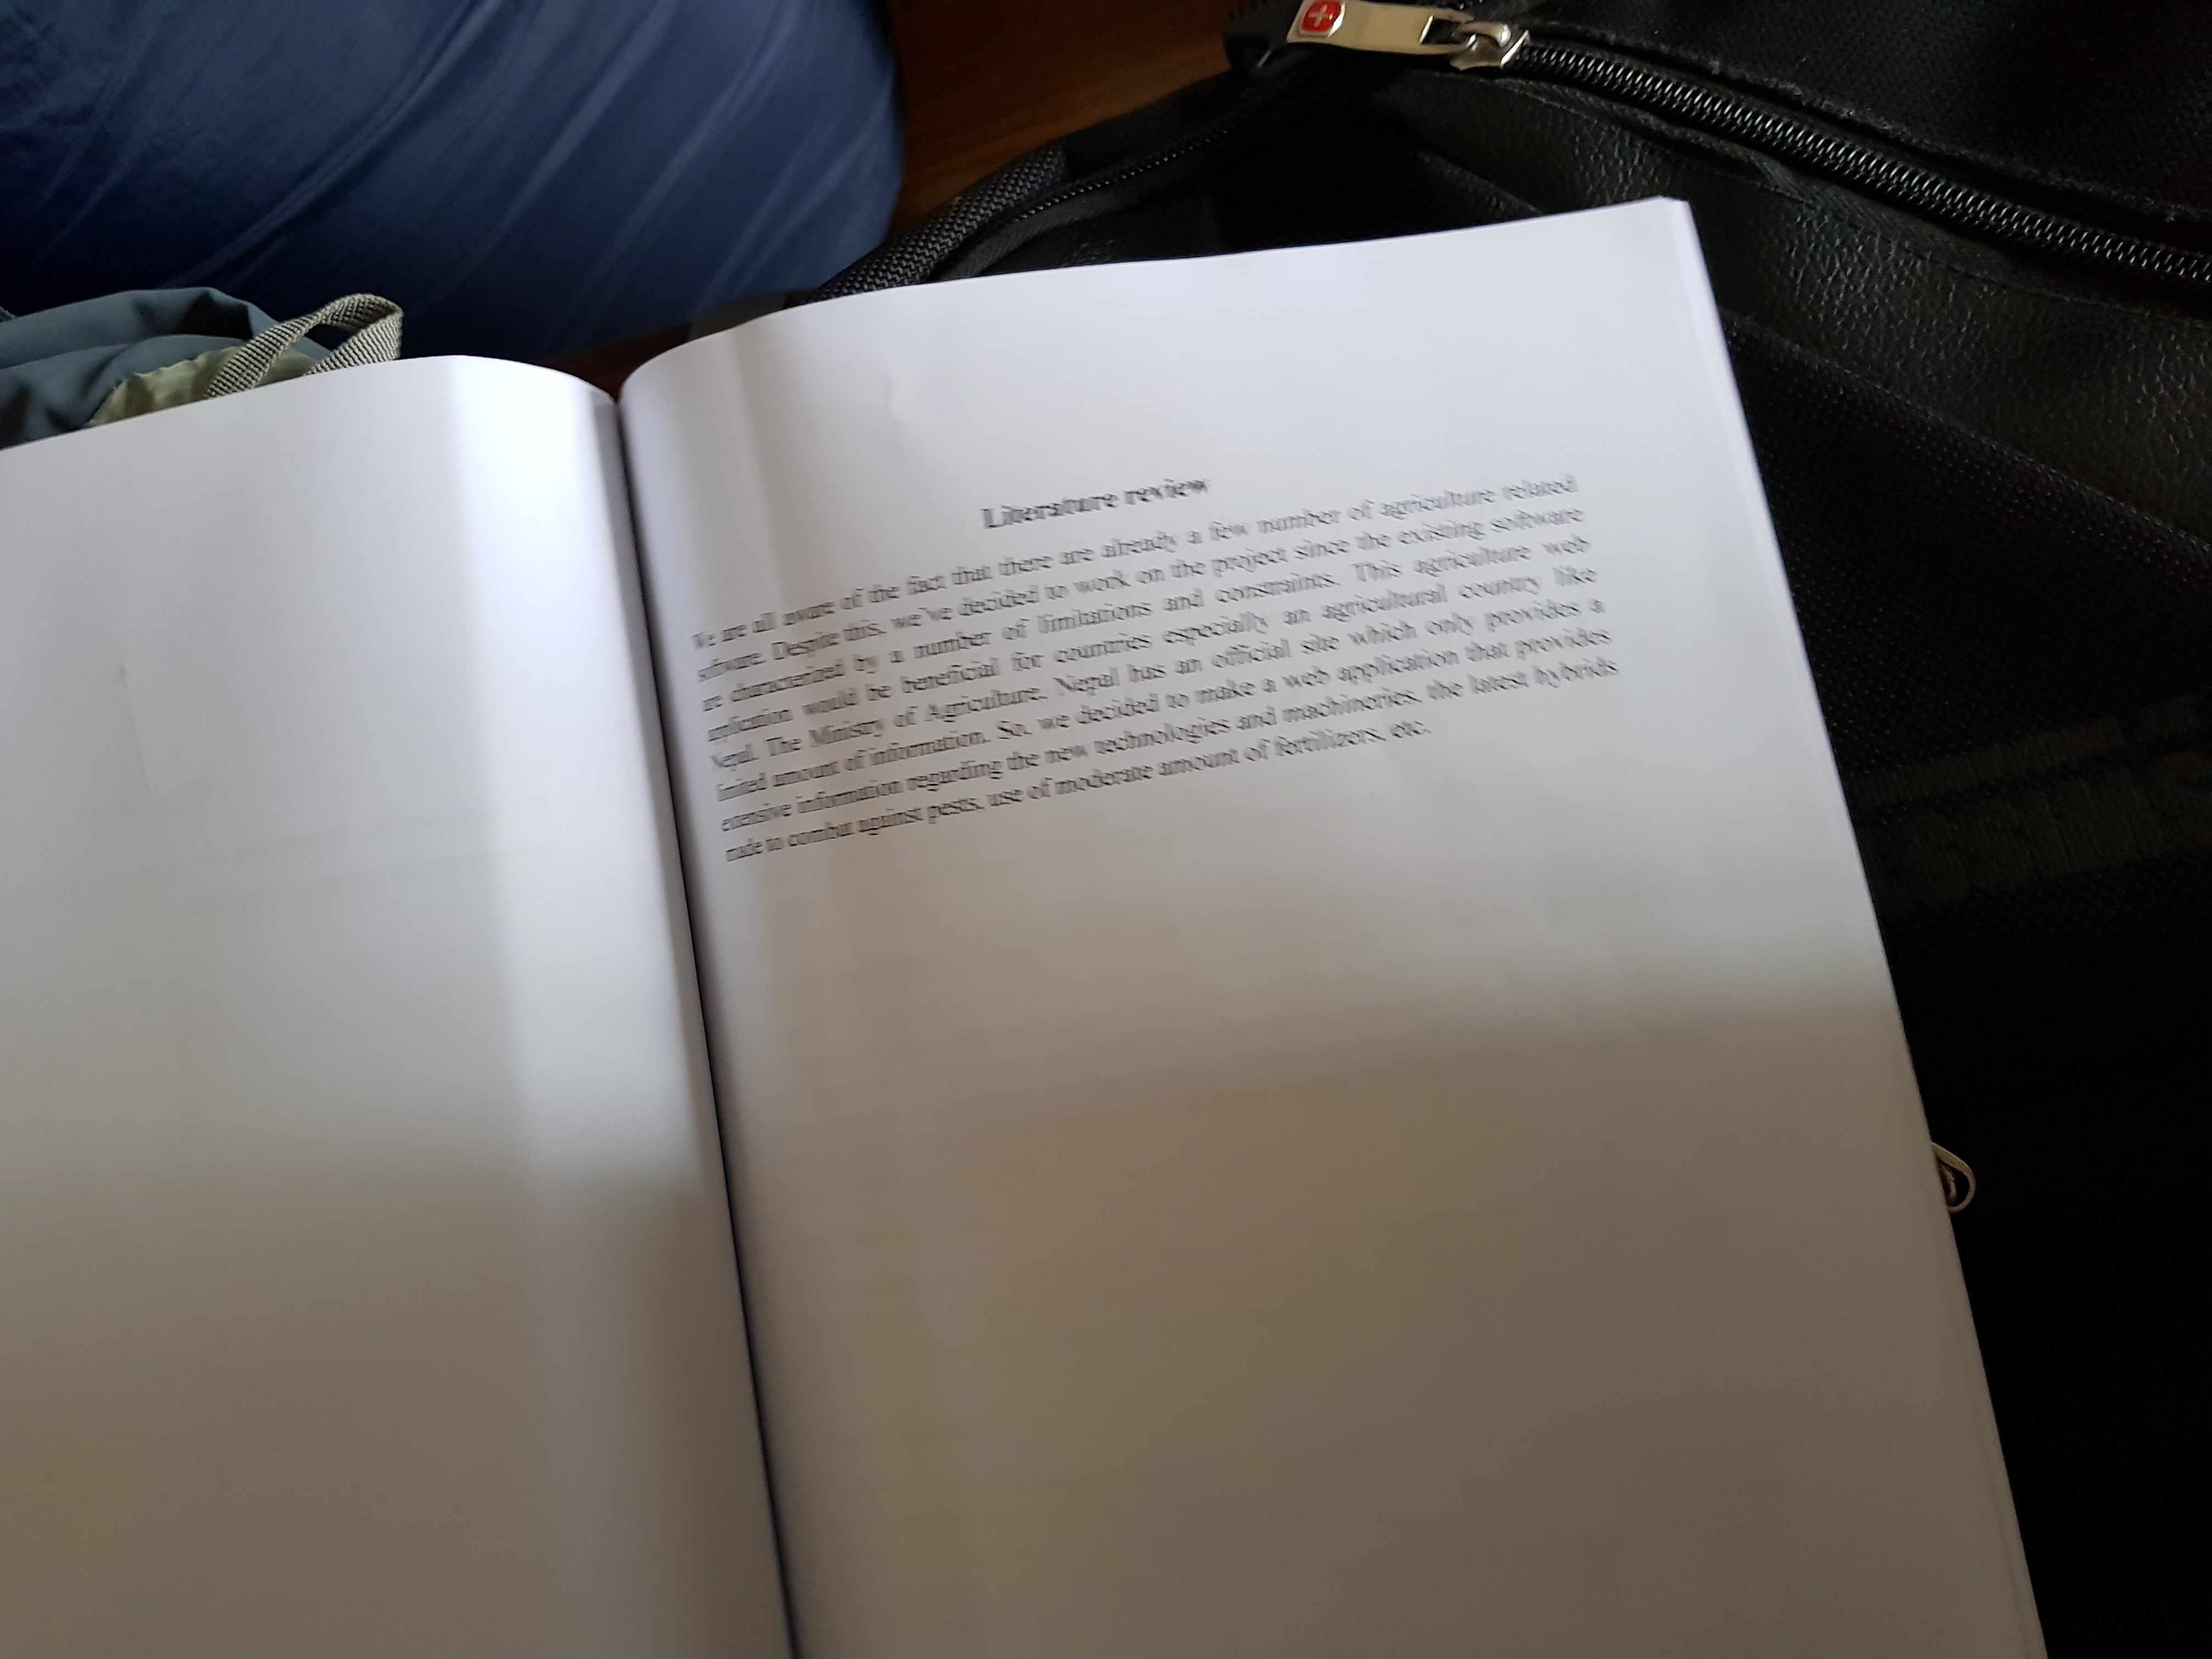 Literature review
We are all aware of the fact that there are already a few number of agriculture related
software. Despite this, we've decided to work on the project since the existing software
are characterized by a number of limitations and constraints. This agriculture web
application would be beneficial for countries especially an agricultural country like
Nepal. The Ministry of Agriculture, Nepal has an official site which only provides a
limited amount of information. So, we decided to make a web application that provides
extensive information regarding the new technologies and machineries, the latest hybrids
made to combat against pests, use of moderate amount of fertilizers, etc.